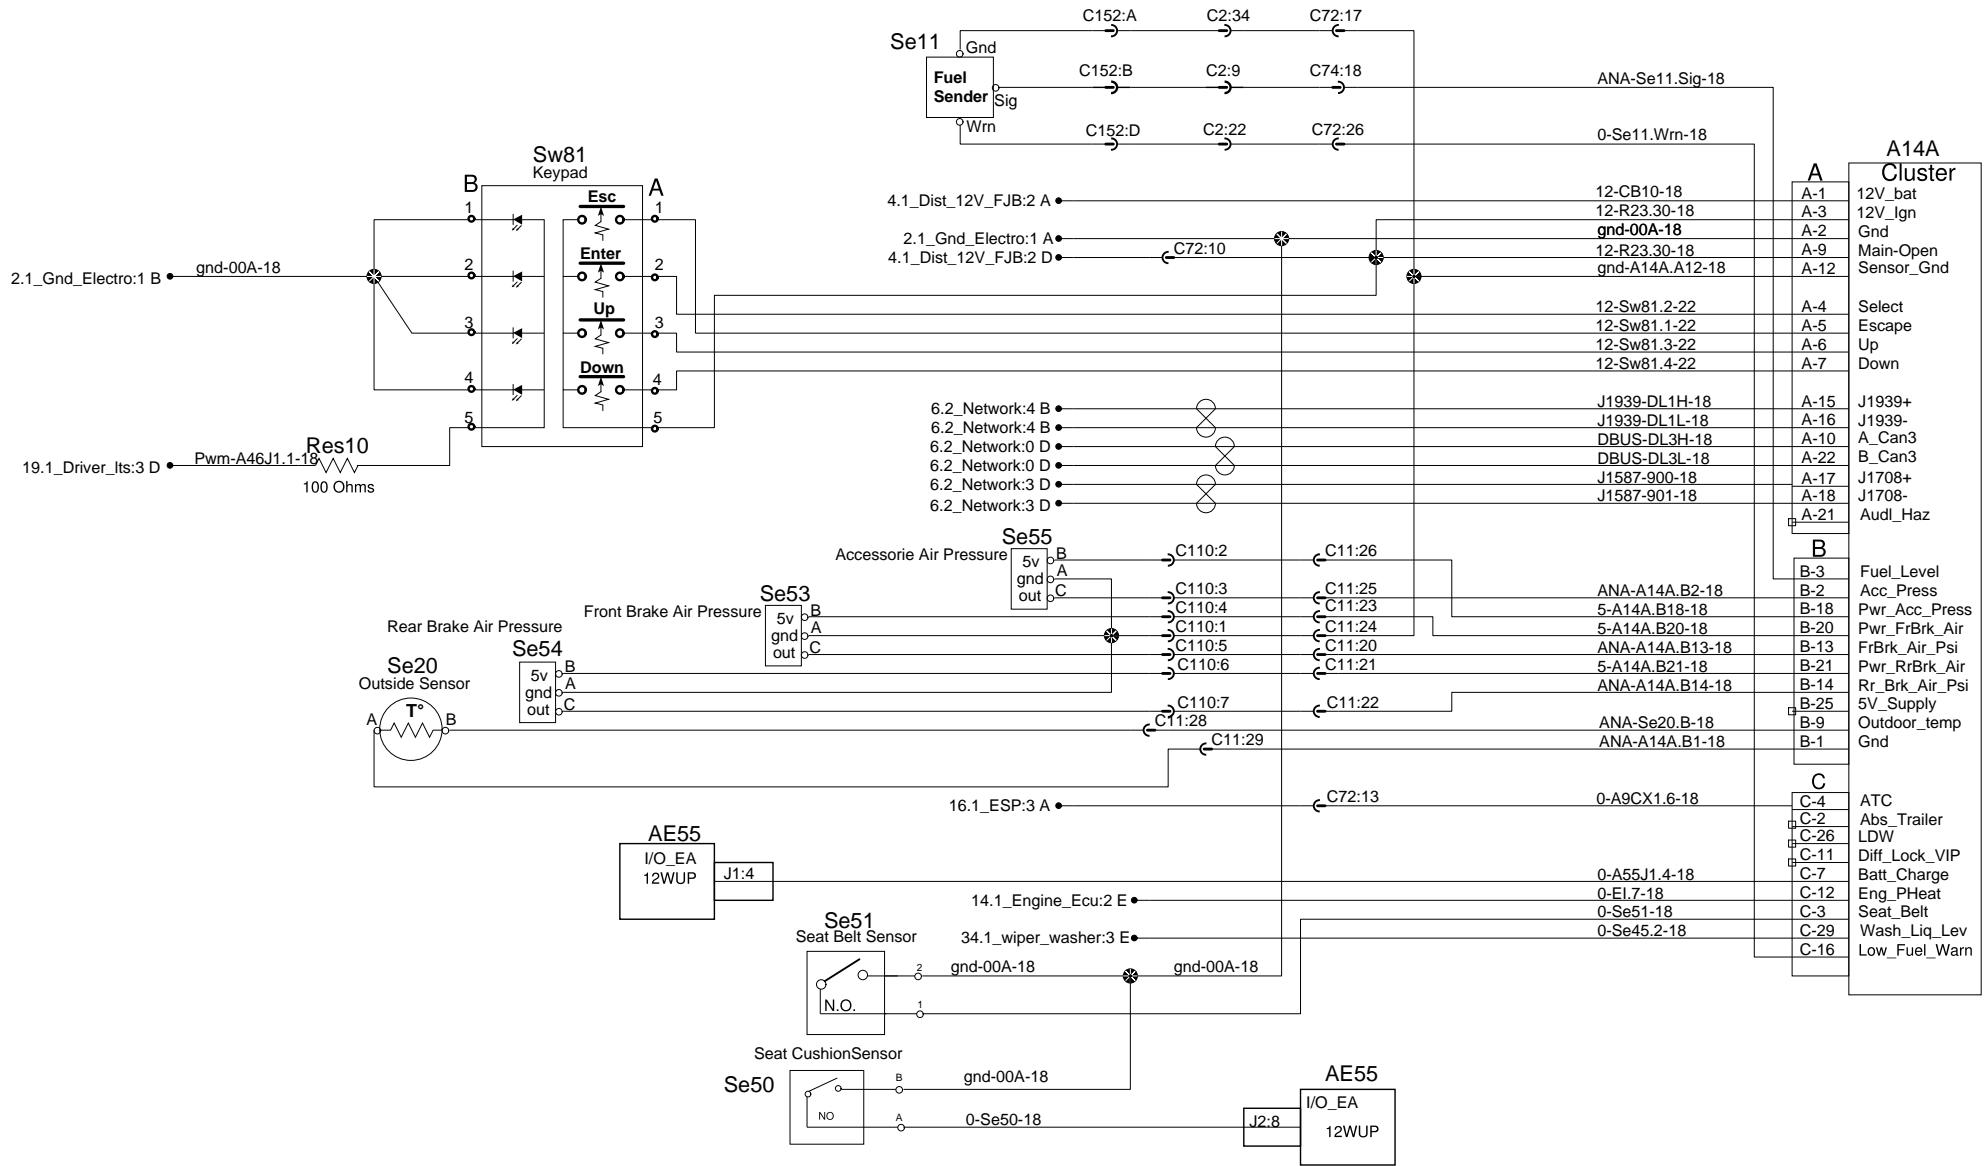 C152:A C2:34 C72:17
Se11
Gnd
Fuel
Sender
Sig
Wrn
C152:B C2:9 C74:18 ANA-Se11.Sig-18
C152:D C2:22 C72:26 0-Se11.Wrn-18
Sw81
Keypad
B A
1 Esc 1
2 Enter 2
3 Up 3
4 Down 4
5 5
2.1_Gnd_Electro:1 B gnd-00A-18
19.1_Driver_lts:3 D Pwm-A46J1.1-18
Res10
100 Ohms
A14A
Cluster
A
4.1_Dist_12V_FJB:2 A 12-CB10-18 A-1 12V_bat
12-R23.30-18 A-3 12V_Ign
2.1_Gnd_Electro:1 A gnd-00A-18 A-2 Gnd
4.1_Dist_12V_FJB:2 D C72:10 12-R23.30-18 A-9 Main-Open
gnd-A14A.A12-18 A-12 Sensor_Gnd
12-Sw81.2-22 A-4 Select
12-Sw81.1-22 A-5 Escape
12-Sw81.3-22 A-6 Up
12-Sw81.4-22 A-7 Down
6.2_Network:4 B J1939-DL1H-18 A-15 J1939+
6.2_Network:4 B J1939-DL1L-18 A-16 J1939-
6.2_Network:0 D DBUS-DL3H-18 A-10 A_Can3
6.2_Network:0 D DBUS-DL3L-18 A-22 B_Can3
6.2_Network:3 D J1587-900-18 A-17 J1708+
6.2_Network:3 D J1587-901-18 A-18 J1708-
A-21 Audl_Haz
B
Se55
Accessorie Air Pressure
5v B
gnd A
out C
C110:2 C11:26
B-3 Fuel_Level
C110:3 C11:25 ANA-A14A.B2-18 B-2 Acc_Press
Se53
Front Brake Air Pressure
5v B
gnd A
out C
C110:4 C11:23 5-A14A.B18-18 B-18 Pwr_Acc_Press
C110:1 C11:24 5-A14A.B20-18 B-20 Pwr_FrBrk_Air
C110:5 C11:20 ANA-A14A.B13-18 B-13 FrBrk_Air_Psi
Rear Brake Air Pressure
Se54
5v B
gnd A
out C
C110:6 C11:21 5-A14A.B21-18 B-21 Pwr_RrBrk_Air
ANA-A14A.B14-18 B-14 Rr_Brk_Air_Psi
C110:7 C11:22 B-25 5V_Supply
Se20
Outside Sensor
A T° B
C11:28 ANA-Se20.B-18 B-9 Outdoor_temp
C11:29 ANA-A14A.B1-18 B-1 Gnd
C
16.1_ESP:3 A C72:13 0-A9CX1.6-18 C-4 ATC
C-2 Abs_Trailer
C-26 LDW
C-11 Diff_Lock_VIP
AE55
I/O_EA
12WUP
J1:4 0-A55J1.4-18 C-7 Batt_Charge
14.1_Engine_Ecu:2 E 0-EI.7-18 C-12 Eng_PHeat
0-Se51-18 C-3 Seat_Belt
34.1_wiper_washer:3 E 0-Se45.2-18 C-29 Wash_Liq_Lev
C-16 Low_Fuel_Warn
Se51
Seat Belt Sensor
2 gnd-00A-18 gnd-00A-18
N.O. 1
Seat CushionSensor
Se50
B gnd-00A-18
NO
A 0-Se50-18
AE55
I/O_EA
J2:8 12WUP